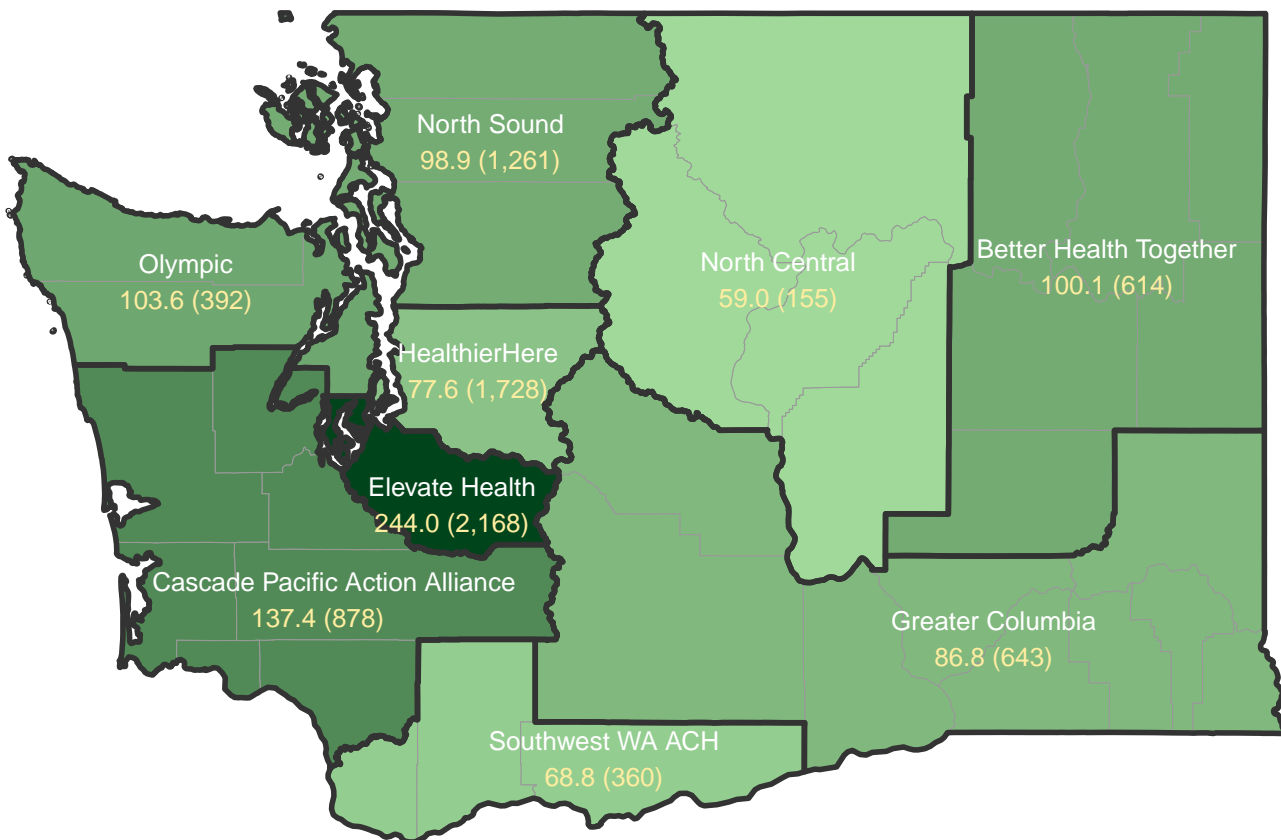 North Sound
98.9 (1,261)
Olympic
103.6 (392)
North Central
59.0 (155)
Better Health Together
100.1 (614)
HealthierHere
77.6 (1,728)
Elevate Health
244.0 (2,168)
Cascade Pacific Action Alliance
137.4 (878)
Greater Columbia
86.8 (643)
Southwest WA ACH
68.8 (360)